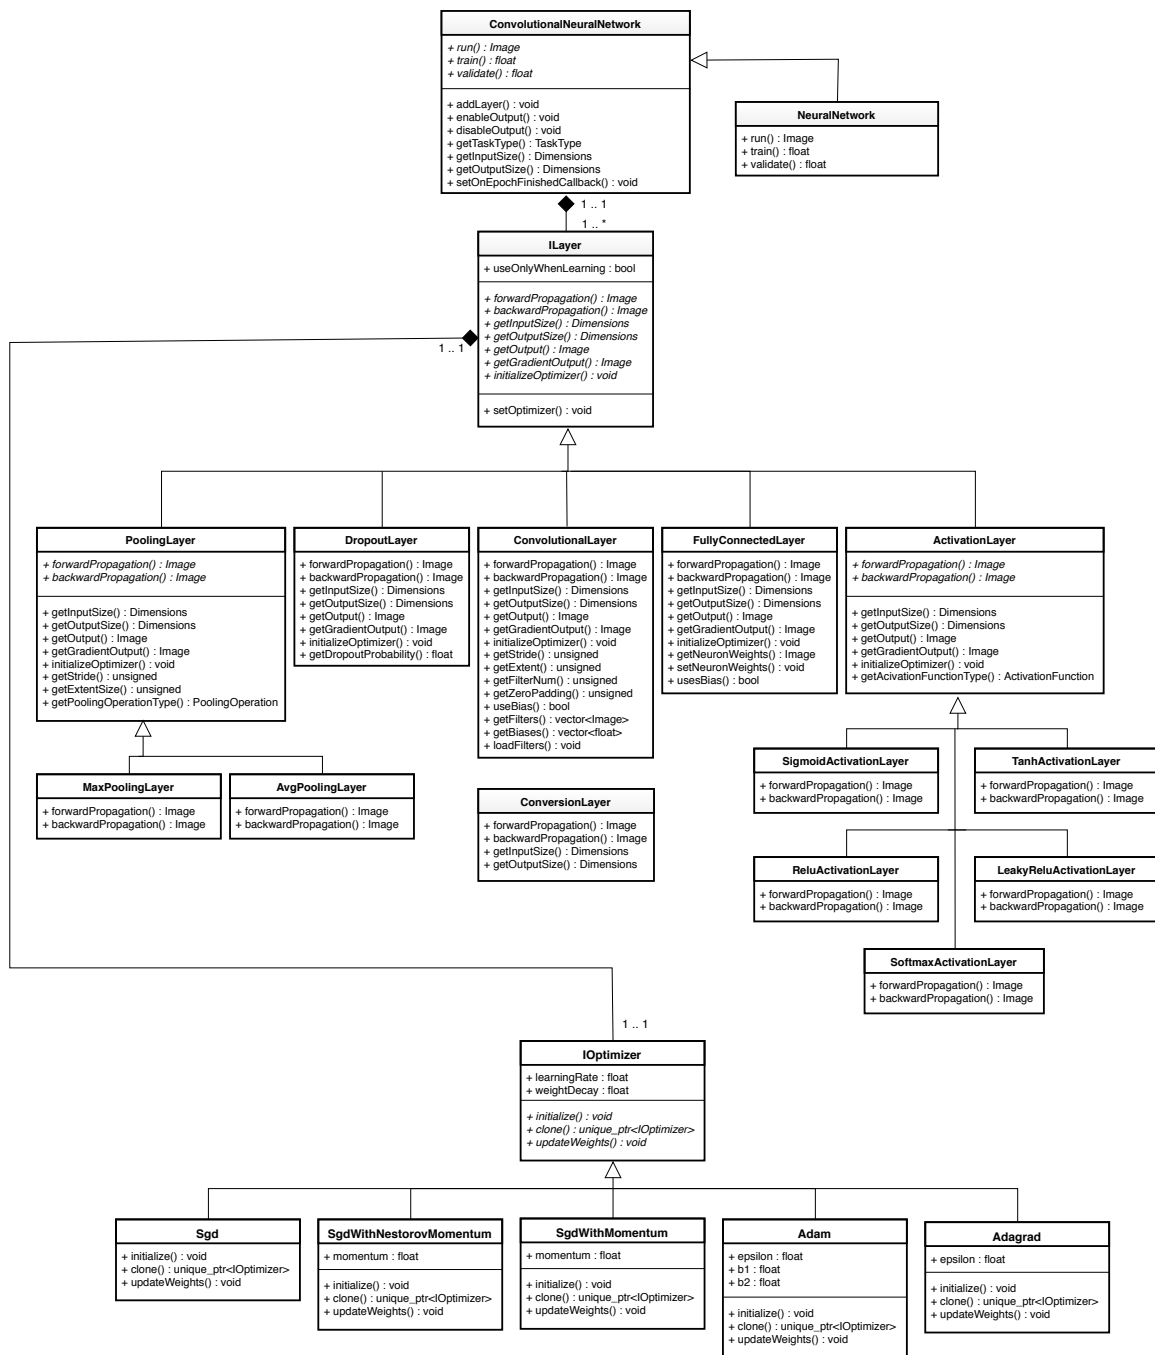 ConvolutionalNeuralNetwork
+ run() : Image
+ train() : float
+ validate() : float
+ addLayer() : void
+ enableOutput() : void
+ disableOutput() : void
+ getTaskType() : TaskType
+ getInputSize() : Dimensions
+ getOutputSize() : Dimensions
+ setOnEpochFinishedCallback() : void
NeuralNetwork
+ run() : Image
+ train() : float
+ validate() : float
1 .. 1
1 .. *
ILayer
+ useOnlyWhenLearning : bool
+ forwardPropagation() : Image
+ backwardPropagation() : Image
+ getInputSize() : Dimensions
+ getOutputSize() : Dimensions
+ getOutput() : Image
+ getGradientOutput() : Image
+ initializeOptimizer() : void
+ setOptimizer() : void
1 .. 1
PoolingLayer
+ forwardPropagation() : Image
+ backwardPropagation() : Image
+ getInputSize() : Dimensions
+ getOutputSize() : Dimensions
+ getOutput() : Image
+ getGradientOutput() : Image
+ initializeOptimizer() : void
+ getStride() : unsigned
+ getExtentSize() : unsigned
+ getPoolingOperationType() : PoolingOperation
DropoutLayer
+ forwardPropagation() : Image
+ backwardPropagation() : Image
+ getInputSize() : Dimensions
+ getOutputSize() : Dimensions
+ getOutput() : Image
+ getGradientOutput() : Image
+ initializeOptimizer() : void
+ getDropoutProbability() : float
ConvolutionalLayer
+ forwardPropagation() : Image
+ backwardPropagation() : Image
+ getInputSize() : Dimensions
+ getOutputSize() : Dimensions
+ getOutput() : Image
+ getGradientOutput() : Image
+ initializeOptimizer() : void
+ getStride() : unsigned
+ getExtent() : unsigned
+ getFilterNum() : unsigned
+ getZeroPadding() : unsigned
+ useBias() : bool
+ getFilters() : vector<Image>
+ getBiases() : vector<float>
+ loadFilters() : void
FullyConnectedLayer
+ forwardPropagation() : Image
+ backwardPropagation() : Image
+ getInputSize() : Dimensions
+ getOutputSize() : Dimensions
+ getOutput() : Image
+ getGradientOutput() : Image
+ initializeOptimizer() : void
+ getNeuronWeights() : Image
+ setNeuronWeights() : void
+ usesBias() : bool
ActivationLayer
+ forwardPropagation() : Image
+ backwardPropagation() : Image
+ getInputSize() : Dimensions
+ getOutputSize() : Dimensions
+ getOutput() : Image
+ getGradientOutput() : Image
+ initializeOptimizer() : void
+ getAcivationFunctionType() : ActivationFunction
MaxPoolingLayer
+ forwardPropagation() : Image
+ backwardPropagation() : Image
AvgPoolingLayer
+ forwardPropagation() : Image
+ backwardPropagation() : Image
ConversionLayer
+ forwardPropagation() : Image
+ backwardPropagation() : Image
+ getInputSize() : Dimensions
+ getOutputSize() : Dimensions
SigmoidActivationLayer
+ forwardPropagation() : Image
+ backwardPropagation() : Image
TanhActivationLayer
+ forwardPropagation() : Image
+ backwardPropagation() : Image
ReluActivationLayer
+ forwardPropagation() : Image
+ backwardPropagation() : Image
LeakyReluActivationLayer
+ forwardPropagation() : Image
+ backwardPropagation() : Image
SoftmaxActivationLayer
+ forwardPropagation() : Image
+ backwardPropagation() : Image
1 .. 1
IOptimizer
+ learningRate : float
+ weightDecay : float
+ initialize() : void
+ clone() : unique_ptr<IOptimizer>
+ updateWeights() : void
Sgd
+ initialize() : void
+ clone() : unique_ptr<IOptimizer>
+ updateWeights() : void
SgdWithNestorovMomentum
+ momentum : float
+ initialize() : void
+ clone() : unique_ptr<IOptimizer>
+ updateWeights() : void
SgdWithMomentum
+ momentum : float
+ initialize() : void
+ clone() : unique_ptr<IOptimizer>
+ updateWeights() : void
Adam
+ epsilon : float
+ b1 : float
+ b2 : float
+ initialize() : void
+ clone() : unique_ptr<IOptimizer>
+ updateWeights() : void
Adagrad
+ epsilon : float
+ initialize() : void
+ clone() : unique_ptr<IOptimizer>
+ updateWeights() : void